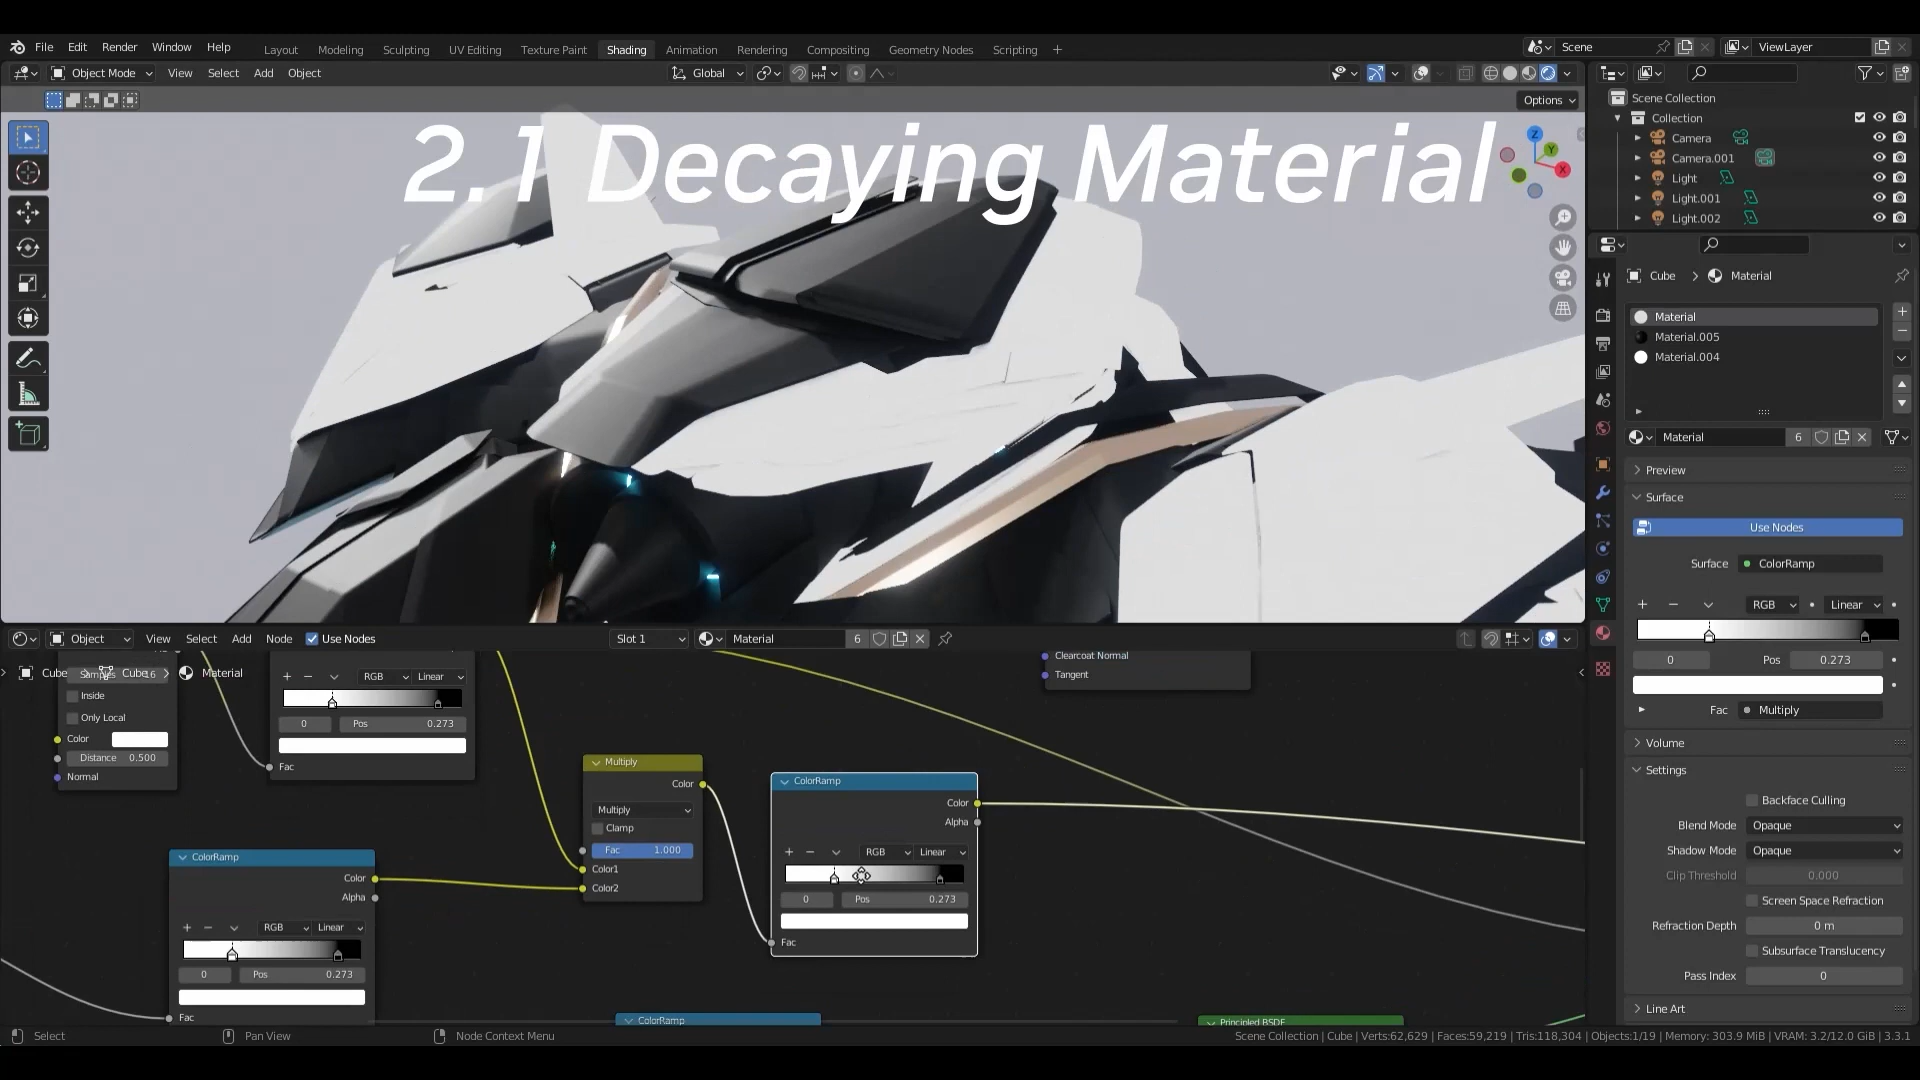 File Edit Render Window Help
Layout Modeling Sculpting UV Editing Texture Paint Shading Animation Rendering Compositing Geometry Nodes Scripting +
Scene
ViewLayer
Object Mode View Select Add Object
Global
Options
2.1 Decaying Material
Z
Y
X
Scene Collection
Collection
Camera
Camera.001
Light
Light.001
Light.002
Cube > Material
Material
Material.005
Material.004
Material 6
Preview
Surface
Use Nodes
Surface ColorRamp
RGB Linear
0 Pos 0.273
Fac Multiply
Volume
Settings
Backface Culling
Blend Mode Opaque
Shadow Mode Opaque
Clip Threshold 0.000
Screen Space Refraction
Refraction Depth 0 m
Subsurface Translucency
Pass Index 0
Line Art
Object View Select Add Node Use Nodes
Slot 1
Material 6
Cube > Cube > Material
Inside
Only Local
Color
Distance 0.500
Normal
RGB Linear
0 Pos 0.273
Fac
Clearcoat Normal
Tangent
Multiply
Color
Multiply
Clamp
Fac 1.000
Color1
Color2
ColorRamp
Color
Alpha
RGB Linear
0 Pos 0.273
Fac
ColorRamp
Color
Alpha
RGB Linear
0 Pos 0.273
Fac
ColorRamp
Principled BSDF
Select
Pan View
Node Context Menu
Scene Collection | Cube | Verts:62,629 | Faces:59,219 | Tris:118,304 | Objects:1/19 | Memory: 303.9 MiB | VRAM: 3.2/12.0 GiB | 3.3.1